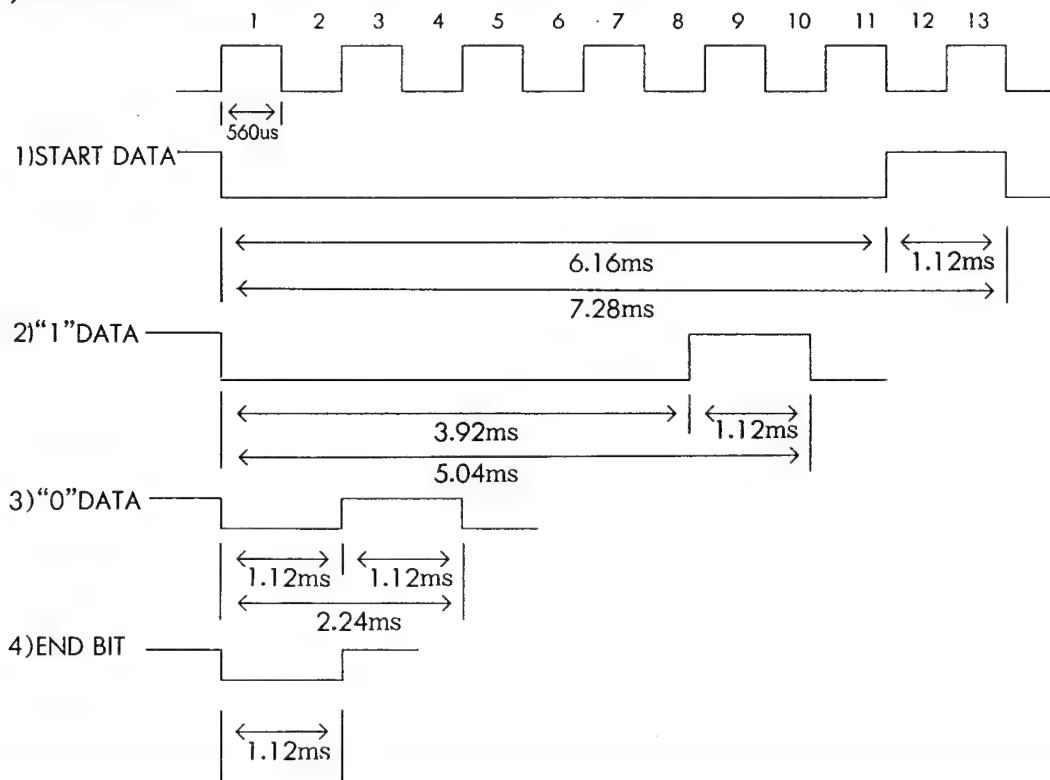 1 2 3 4 5 6 7 8 9 10 11 12 13
560us
1)START DATA
6.16ms 1.12ms
7.28ms
2)“1”DATA
3.92ms 1.12ms
5.04ms
3)“0”DATA
1.12ms 1.12ms
2.24ms
4)END BIT
1.12ms